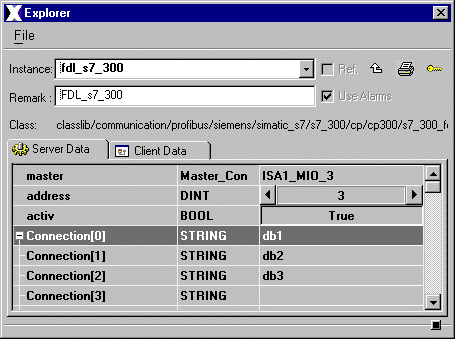 Explorer
File
Instance: fdl_s7_300 Ref.
Remark : FDL_s7_300 Use Alarms
Class: classlib/communication/profibus/siemens/simatic_s7/s7_300/cp/cp300/s7_300_f
Server Data Client Data
master Master_Con ISA1_MIO_3
address DINT 3
activ BOOL True
Connection[0] STRING db1
Connection[1] STRING db2
Connection[2] STRING db3
Connection[3] STRING